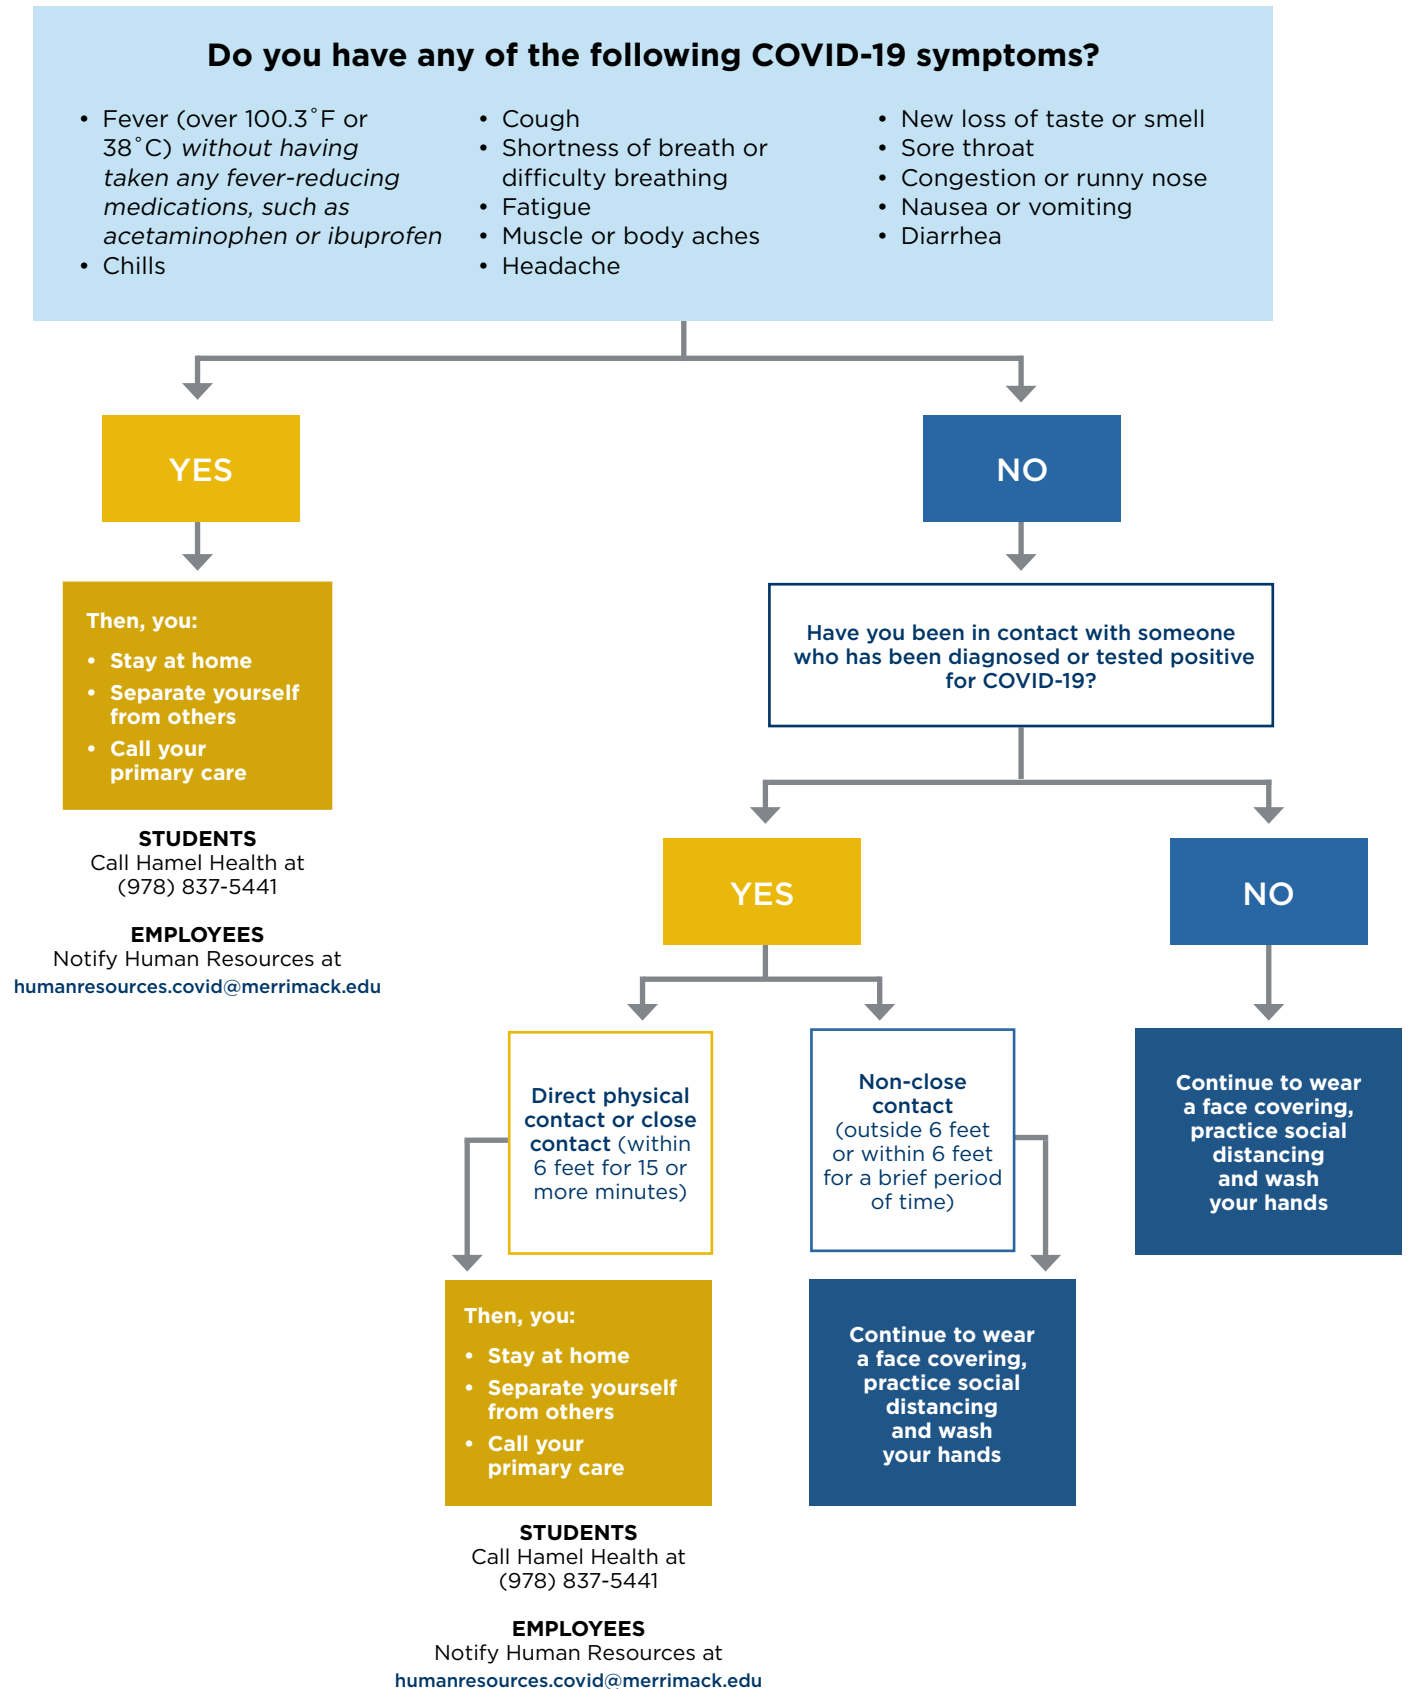 Do you have any of the following COVID-19 symptoms?
• Fever (over 100.3˚F or
38˚C) without having
taken any fever-reducing
medications, such as
acetaminophen or ibuprofen
• Chills
• Cough
• Shortness of breath or
difficulty breathing
• Fatigue
• Muscle or body aches
• Headache
• New loss of taste or smell
• Sore throat
• Congestion or runny nose
• Nausea or vomiting
• Diarrhea
YES
NO
Then, you:
• Stay at home
• Separate yourself
from others
• Call your
primary care
STUDENTS
Call Hamel Health at
(978) 837-5441
EMPLOYEES
Notify Human Resources at
humanresources.covid@merrimack.edu
Have you been in contact with someone
who has been diagnosed or tested positive
for COVID-19?
YES
NO
Direct physical
contact or close
contact (within
6 feet for 15 or
more minutes)
Non-close
contact
(outside 6 feet
or within 6 feet
for a brief period
of time)
Continue to wear
a face covering,
practice social
distancing
and wash
your hands
Then, you:
• Stay at home
• Separate yourself
from others
• Call your
primary care
Continue to wear
a face covering,
practice social
distancing
and wash
your hands
STUDENTS
Call Hamel Health at
(978) 837-5441
EMPLOYEES
Notify Human Resources at
humanresources.covid@merrimack.edu